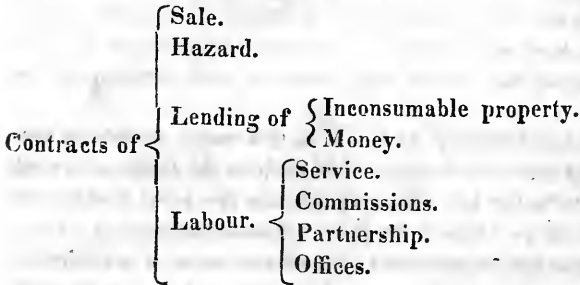 Sale.
Hazard.
Lending of
Inconsumable property.
Money.
Contracts of
Labour.
Service.
Commissions.
Partnership.
Offices.